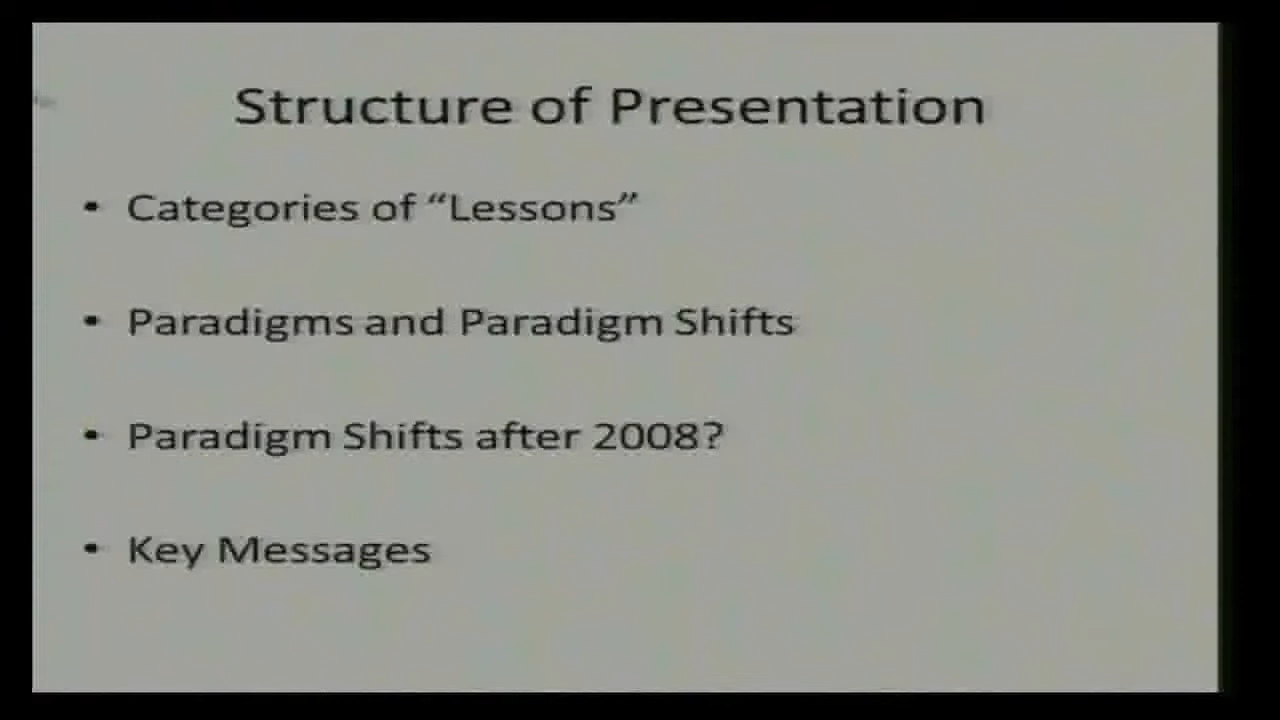 Structure of Presentation
• Categories of “Lessons”
• Paradigms and Paradigm Shifts
• Paradigm Shifts after 2008?
• Key Messages